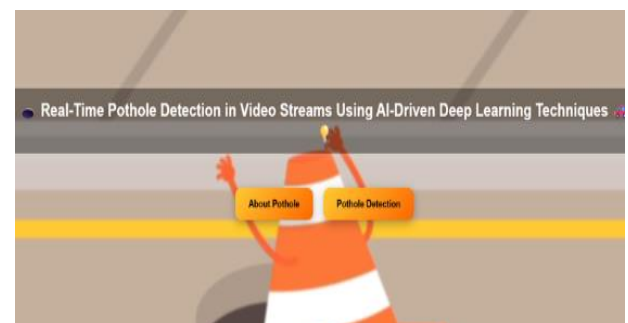 🕳️ Real-Time Pothole Detection in Video Streams Using AI-Driven Deep Learning Techniques 🚗
About Pothole
Pothole Detection